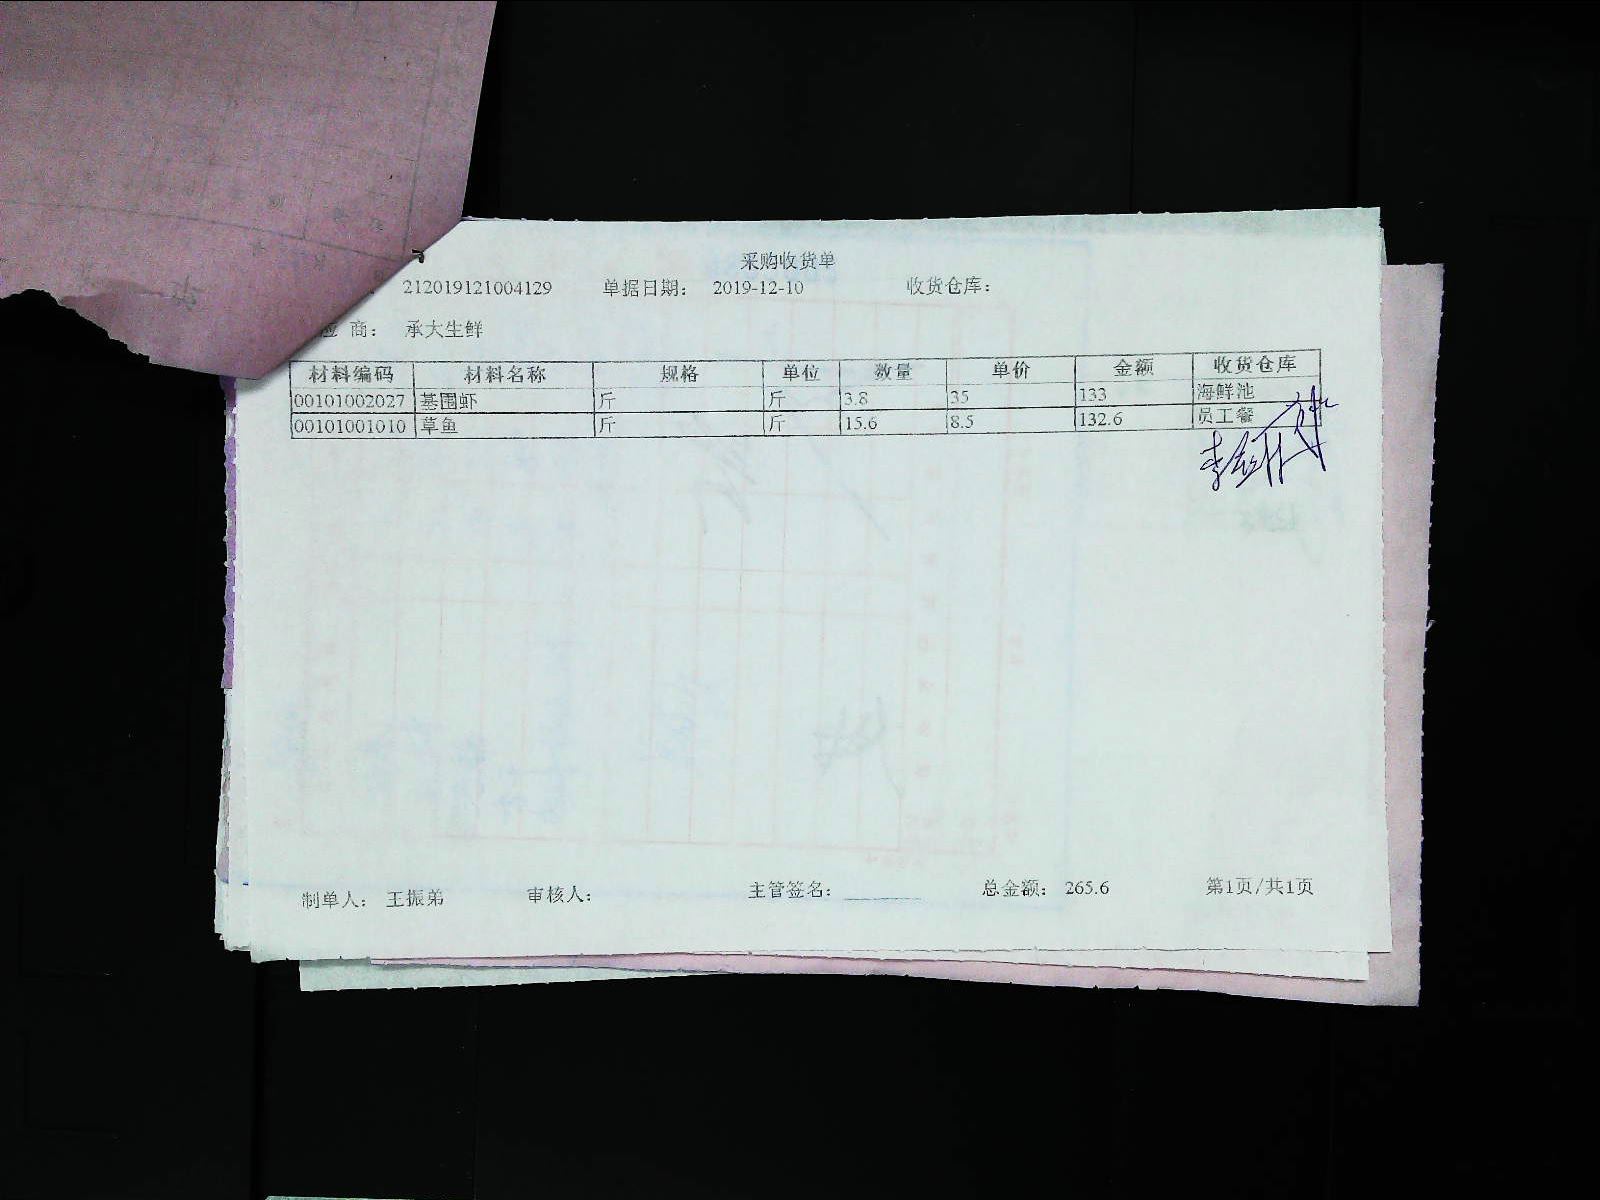 采购收货单
212019121004129 单据日期: 2019-12-10 收货仓库:
应 商: 承大生鲜
材料编码 材料名称 规格 单位 数量 单价 金额 收货仓库
00101002027 基围虾 斤 斤 3.8 35 133 海鲜池
00101001010 草鱼 斤 斤 15.6 8.5 132.6 员工餐
制单人: 王振弟 审核人: 主管签名: 总金额: 265.6 第1页/共1页